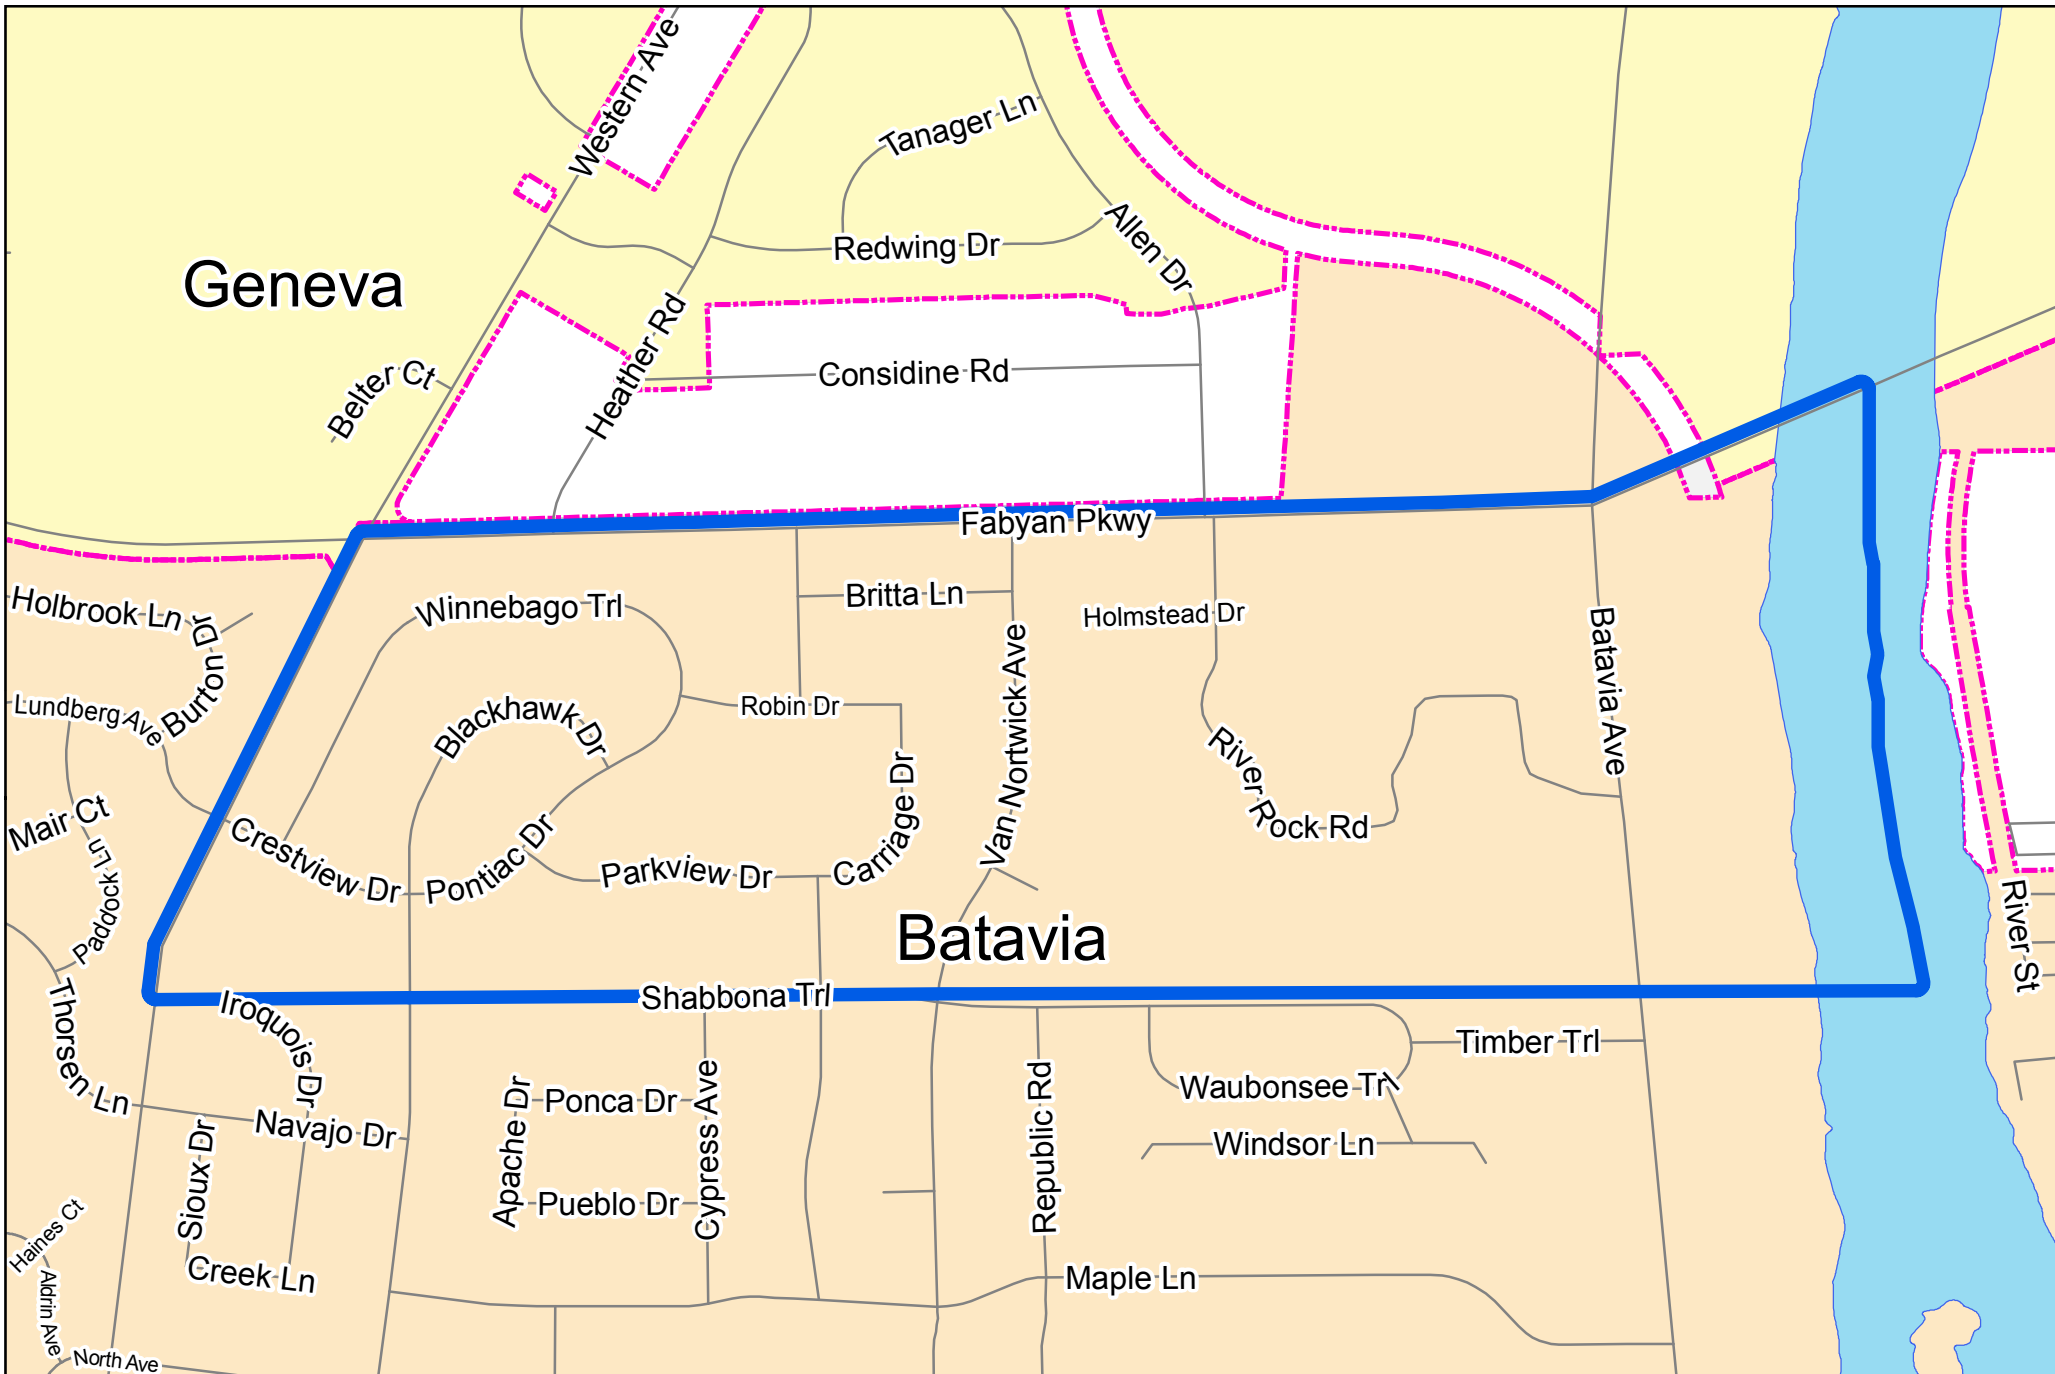 Western Ave
Tanager Ln
Allen Dr
Redwing Dr
Geneva
Heather Rd
Considine Rd
Belter Ct
Fabyan Pkwy
Holbrook Ln
Burton Dr
Winnebago Trl
Britta Ln
Holmstead Dr
Batavia Ave
Van Nortwick Ave
Lundberg Ave
Blackhawk Dr
Robin Dr
River Rock Rd
Carriage Dr
Mair Ct
Paddock Ln
Crestview Dr
Pontiac Dr
Parkview Dr
Batavia
River St
Thorsen Ln
Iroquois Dr
Shabbona Trl
Timber Trl
Waubonsee Trl
Apache Dr
Ponca Dr
Cypress Ave
Republic Rd
Navajo Dr
Sioux Dr
Windsor Ln
Pueblo Dr
Haines Ct
Creek Ln
Maple Ln
Aldrin Ave
North Ave